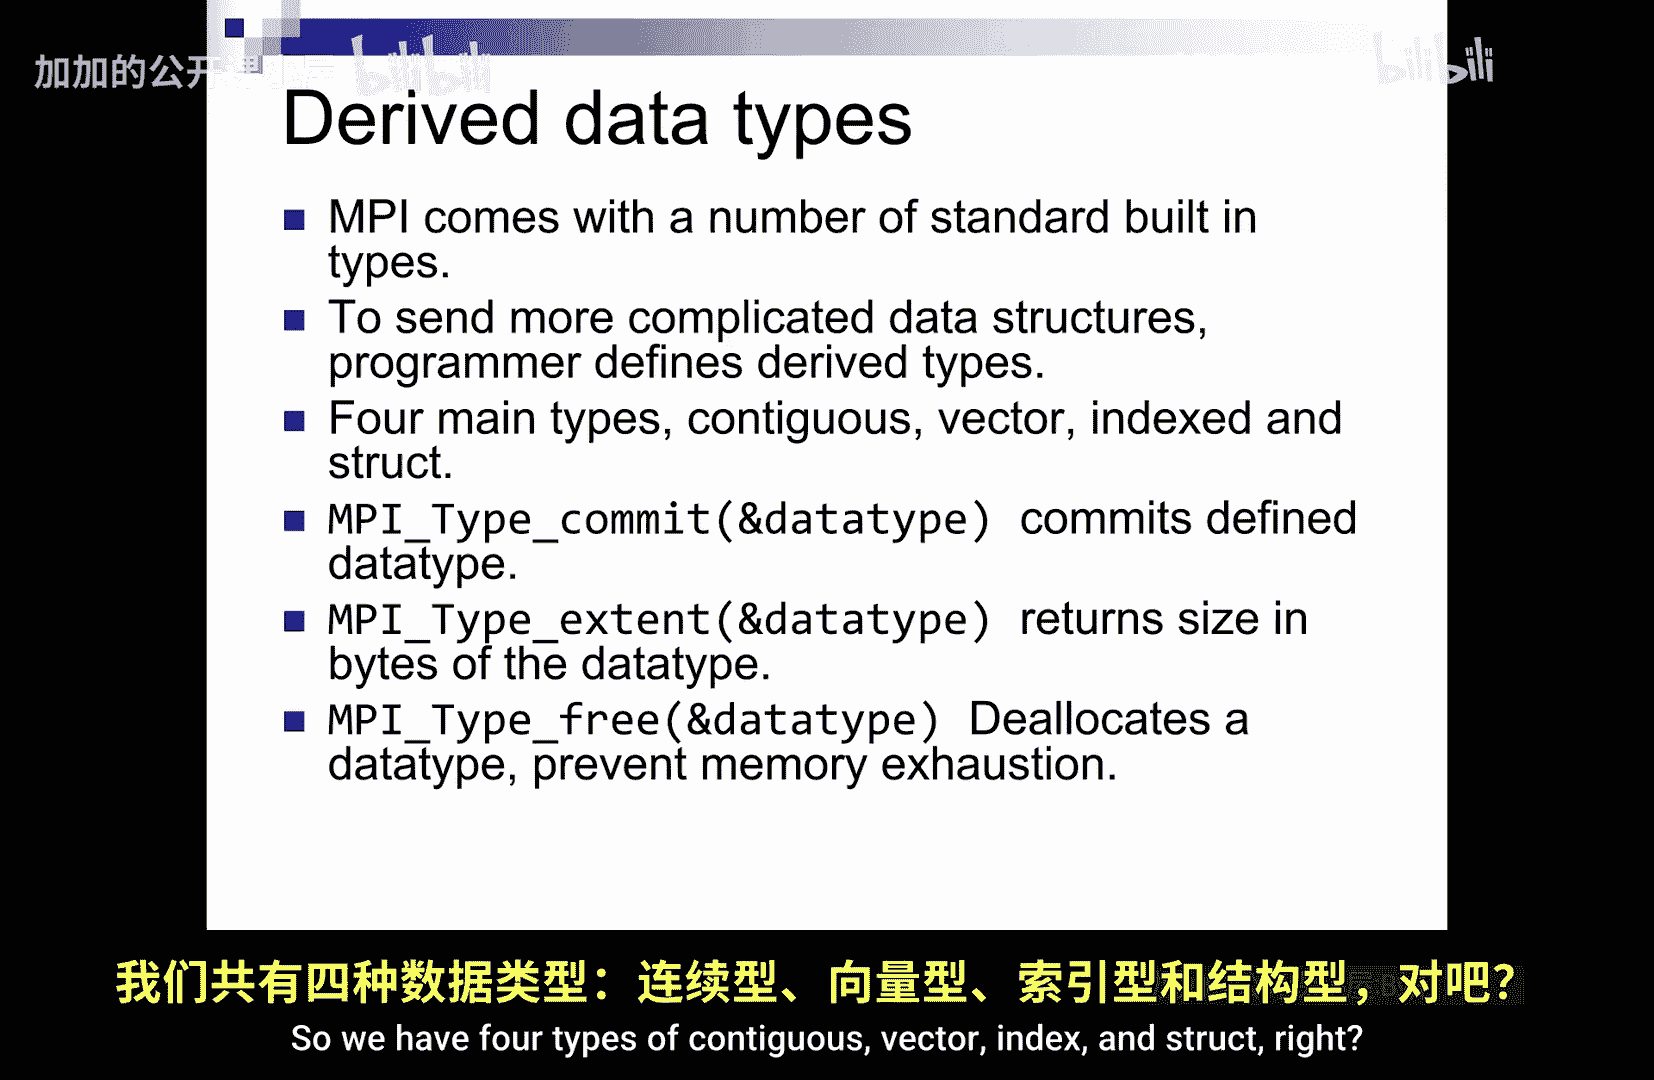 加加的公开
bilibili
bilibili
Derived data types
MPI comes with a number of standard built in
types.
To send more complicated data structures,
programmer defines derived types.
Four main types, contiguous, vector, indexed and
struct.
MPI_Type_commit(&datatype) commits defined
datatype.
MPI_Type_extent(&datatype) returns size in
bytes of the datatype.
MPI_Type_free(&datatype) Deallocates a
datatype, prevent memory exhaustion.
我们共有四种数据类型：连续型、向量型、索引型和结构型，对吧？
So we have four types of contiguous, vector, index, and struct, right?